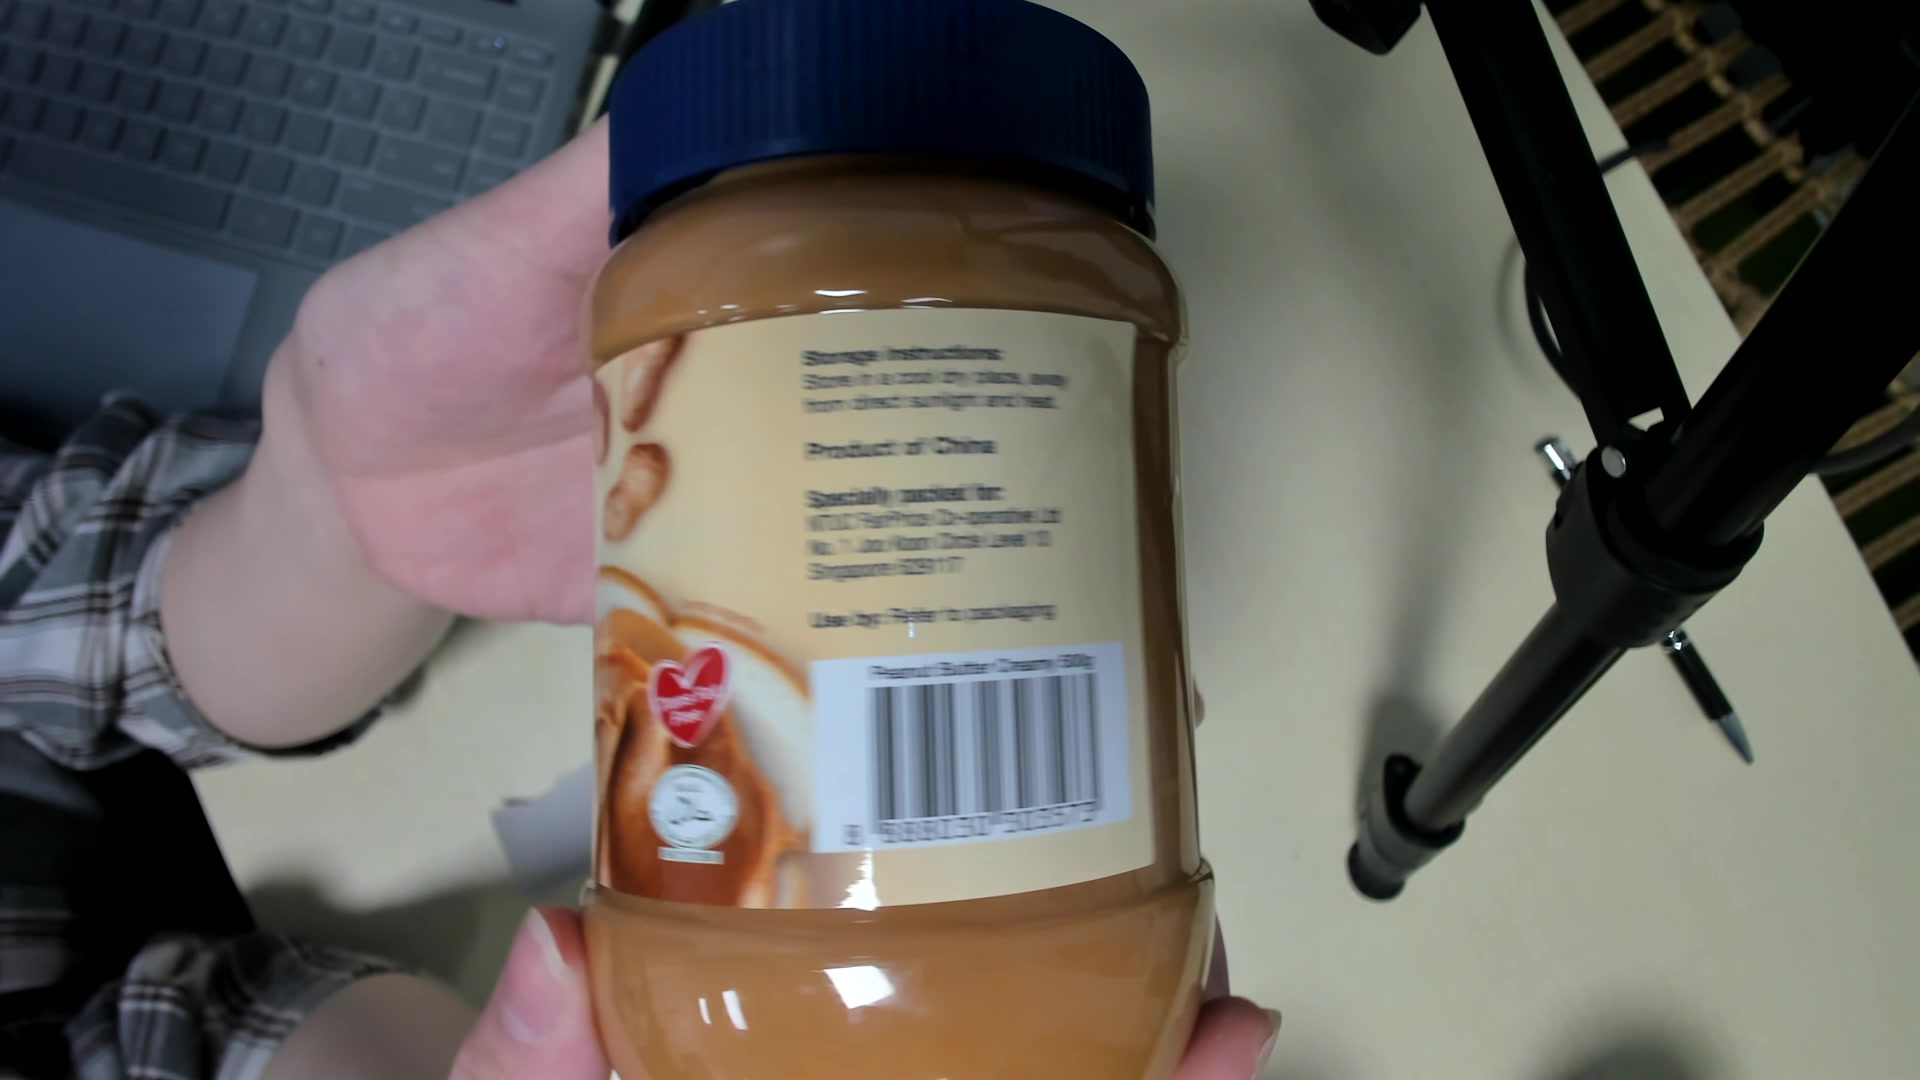 Storage Instructions:
Store in a cool dry place, away
from direct sunlight and heat.
Product of China
Specially packed for:
NTUC FairPrice Co-operative Ltd
No. 1 Joo Koon Circle Level 13
Singapore 629117
Use by: Refer to packaging
Peanut Butter Creamy 500g